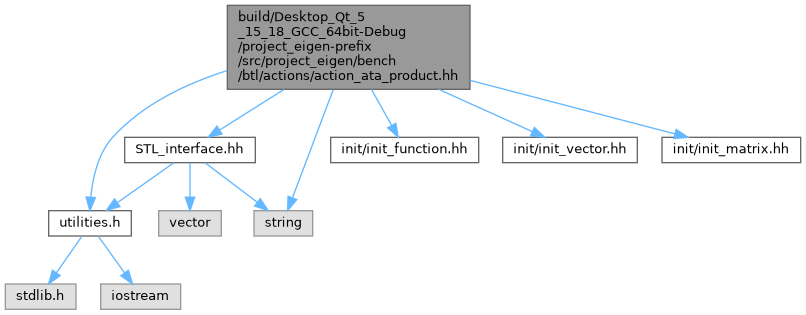 build/Desktop_Qt_5
_15_18_GCC_64bit-Debug
/project_eigen-prefix
/src/project_eigen/bench
/btl/actions/action_ata_product.hh
STL_interface.hh
init/init_function.hh
init/init_vector.hh
init/init_matrix.hh
utilities.h
vector
string
stdlib.h
iostream